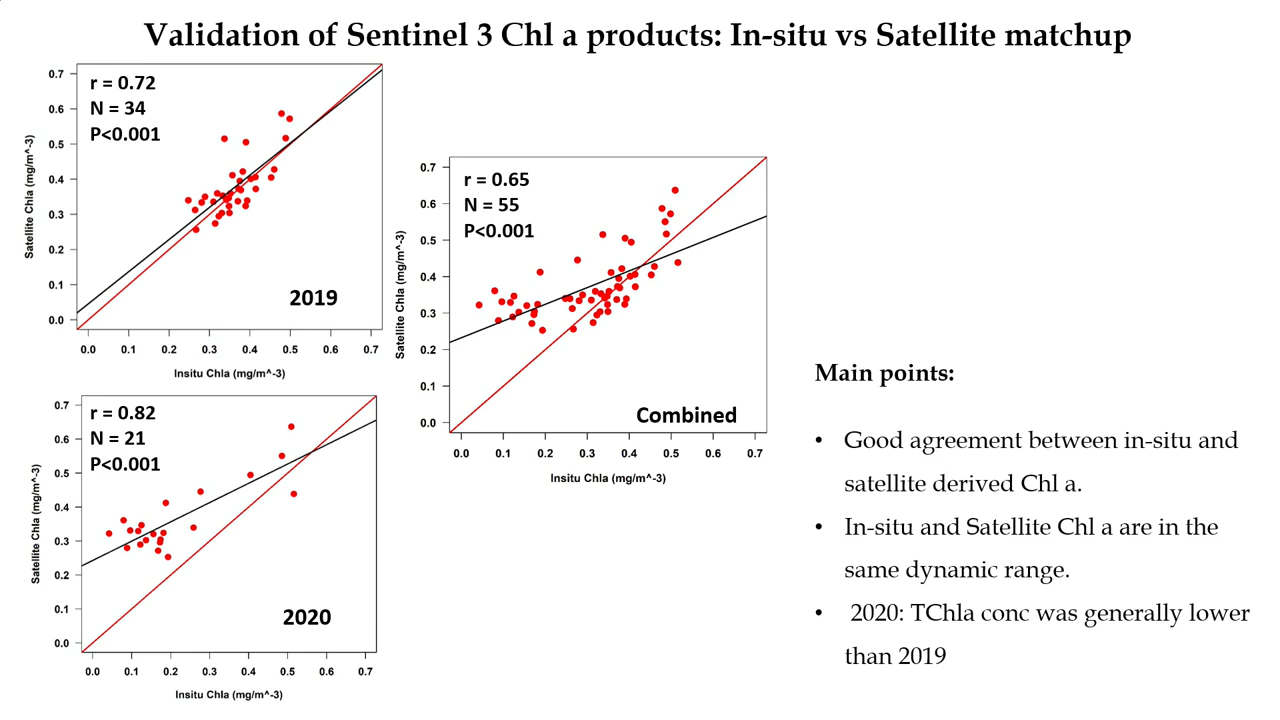 Validation of Sentinel 3 Chl a products: In-situ vs Satellite matchup
r = 0.72
N = 34
P<0.001
2019
Satellite Chla (mg/m^-3)
0.7
0.6
0.5
0.4
0.3
0.2
0.1
0.0
0.0 0.1 0.2 0.3 0.4 0.5 0.6 0.7
Insitu Chla (mg/m^-3)
r = 0.82
N = 21
P<0.001
2020
Satellite Chla (mg/m^-3)
0.7
0.6
0.5
0.4
0.3
0.2
0.1
0.0
0.0 0.1 0.2 0.3 0.4 0.5 0.6 0.7
Insitu Chla (mg/m^-3)
r = 0.65
N = 55
P<0.001
Combined
Satellite Chla (mg/m^-3)
0.7
0.6
0.5
0.4
0.3
0.2
0.1
0.0
0.0 0.1 0.2 0.3 0.4 0.5 0.6 0.7
Insitu Chla (mg/m^-3)
Main points:
• Good agreement between in-situ and
satellite derived Chl a.
• In-situ and Satellite Chl a are in the
same dynamic range.
• 2020: TChla conc was generally lower
than 2019